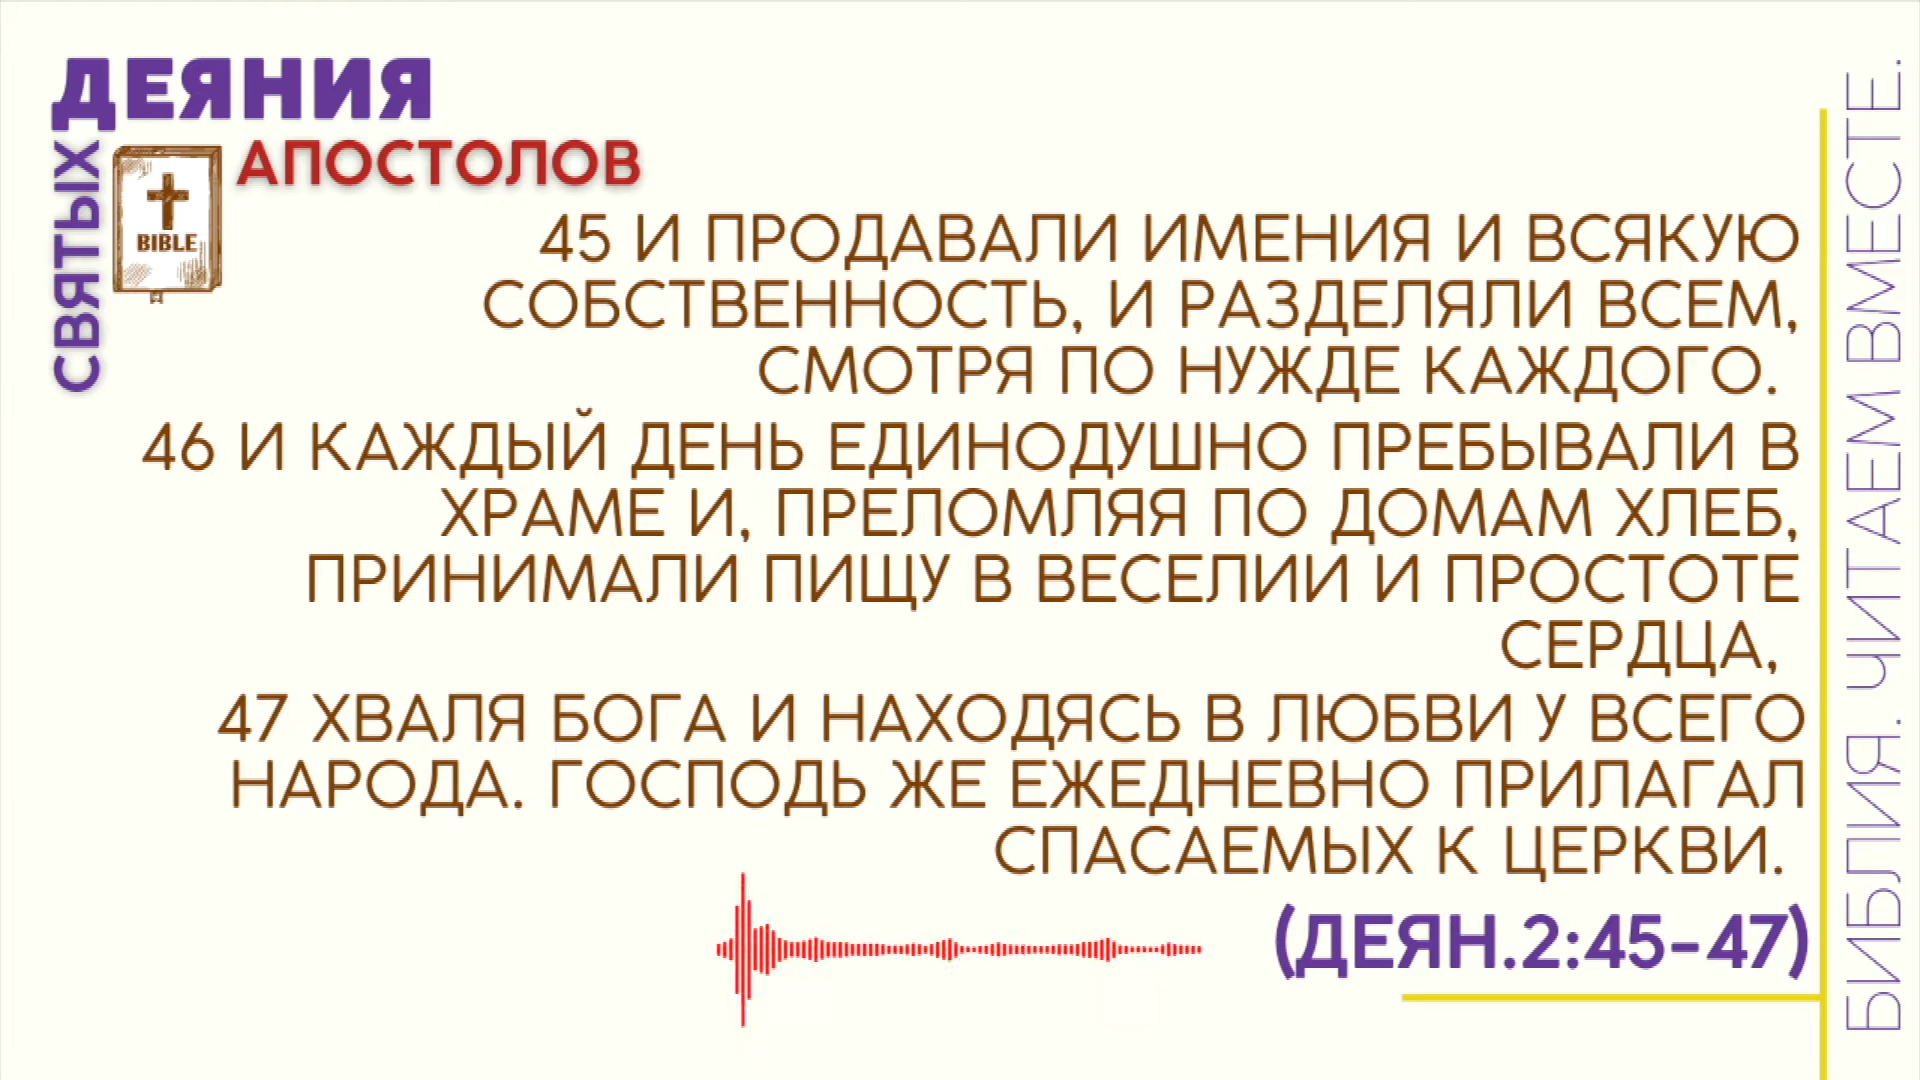 ДЕЯНИЯ
СВЯТЫХ
АПОСТОЛОВ
BIBLE
45 И ПРОДАВАЛИ ИМЕНИЯ И ВСЯКУЮ
СОБСТВЕННОСТЬ, И РАЗДЕЛЯЛИ ВСЕМ,
СМОТРЯ ПО НУЖДЕ КАЖДОГО.
46 И КАЖДЫЙ ДЕНЬ ЕДИНОДУШНО ПРЕБЫВАЛИ В
ХРАМЕ И, ПРЕЛОМЛЯЯ ПО ДОМАМ ХЛЕБ,
ПРИНИМАЛИ ПИЩУ В ВЕСЕЛИИ И ПРОСТОТЕ
СЕРДЦА,
47 ХВАЛЯ БОГА И НАХОДЯСЬ В ЛЮБВИ У ВСЕГО
НАРОДА. ГОСПОДЬ ЖЕ ЕЖЕДНЕВНО ПРИЛАГАЛ
СПАСАЕМЫХ К ЦЕРКВИ.
(ДЕЯН.2:45-47)
БИБЛИЯ. ЧИТАЕМ ВМЕСТЕ.